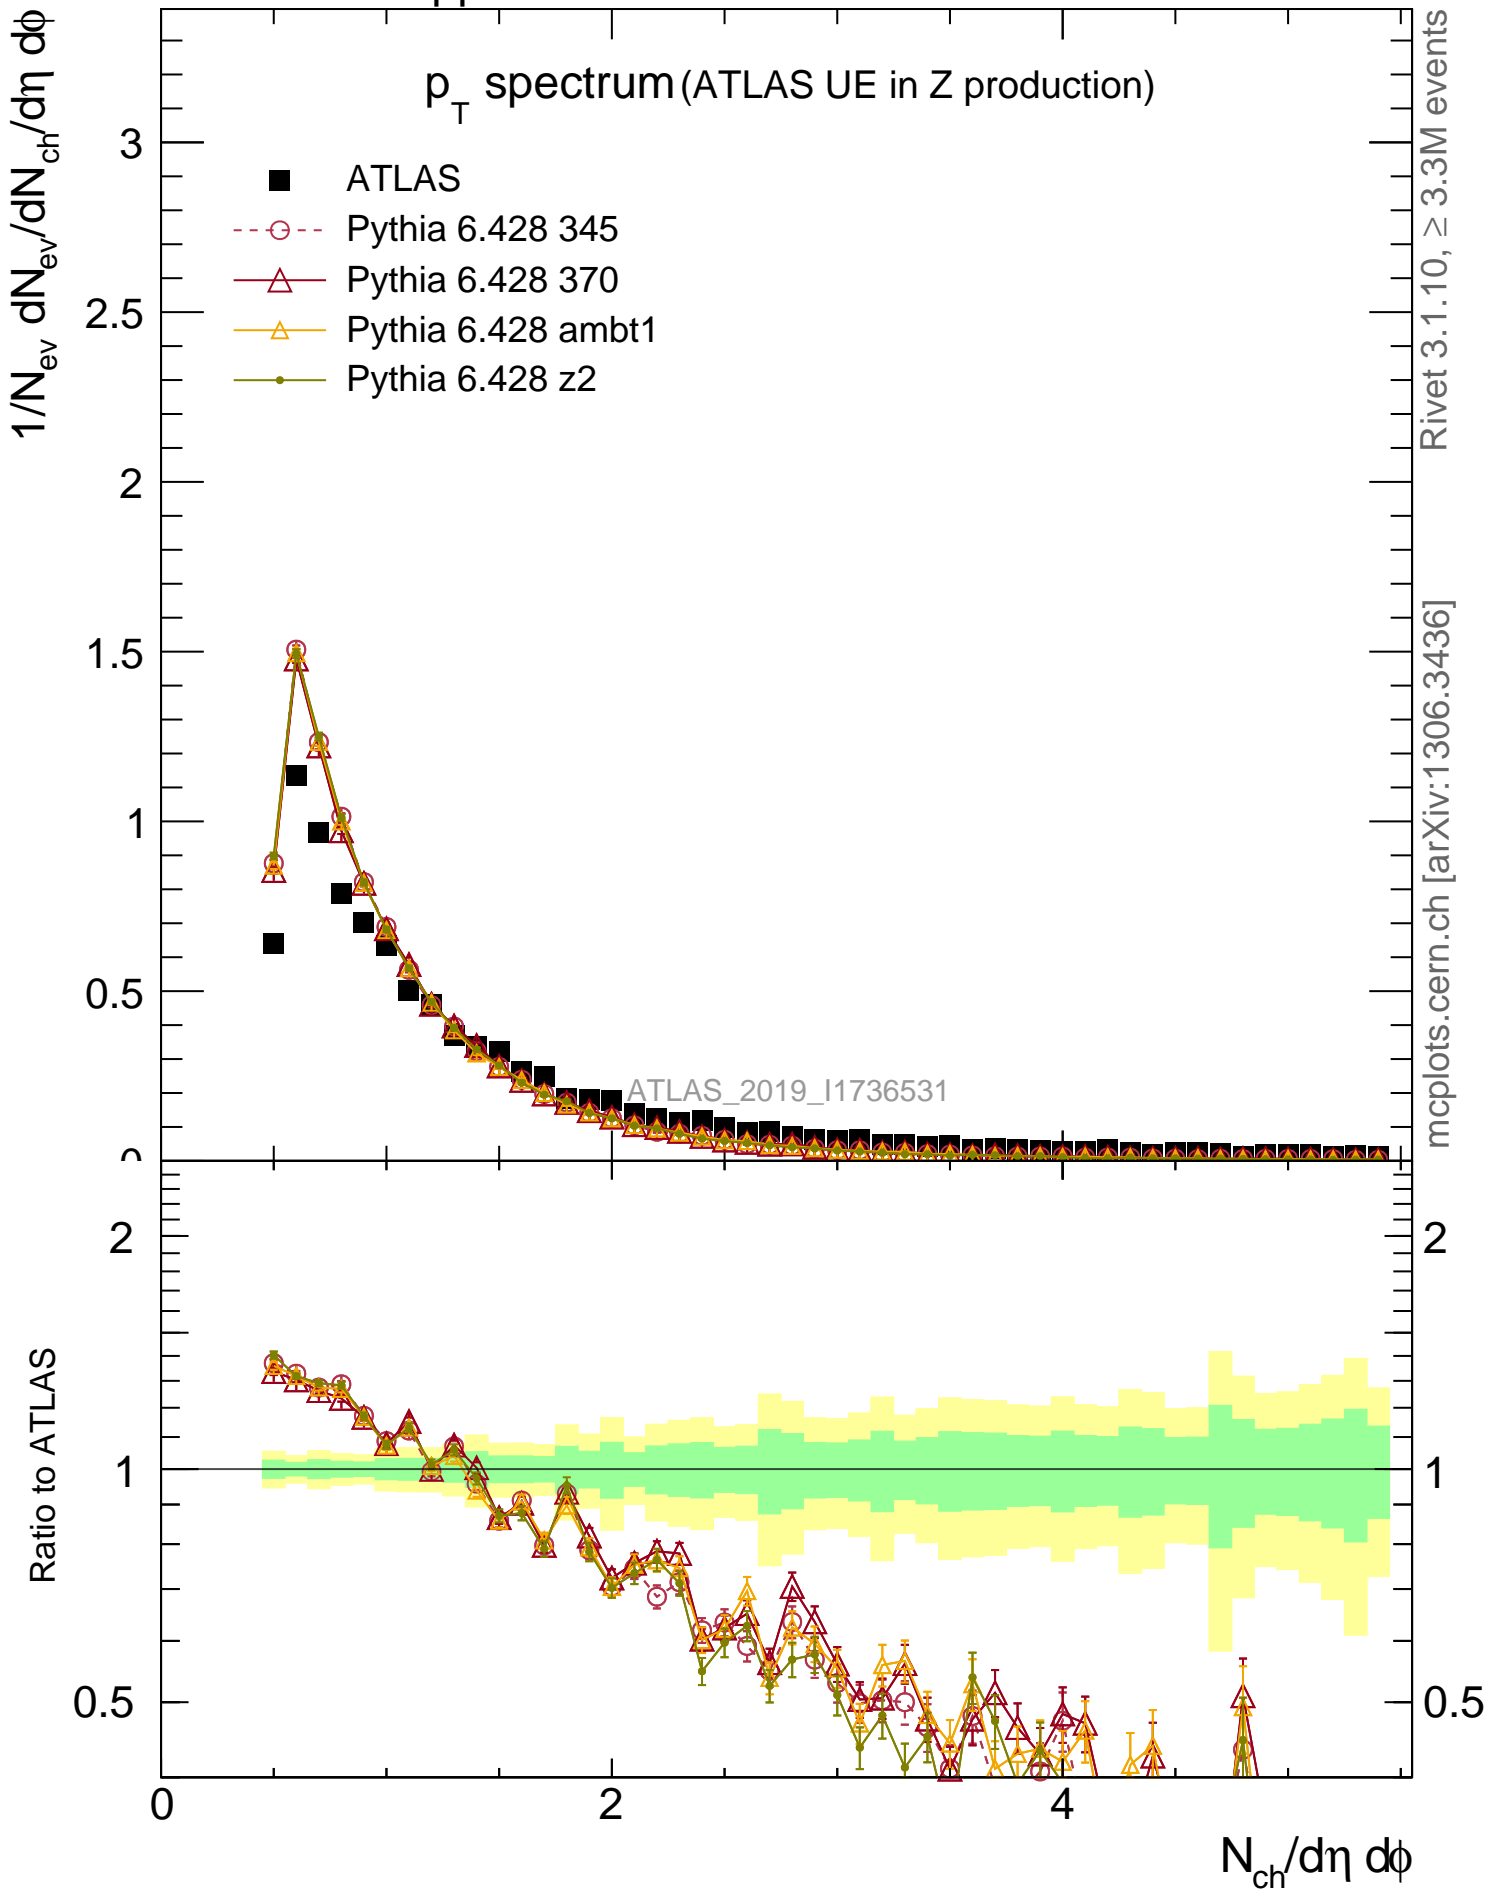 pp
1/N_ev dN_ev/dN_ch/dη dϕ
p_T spectrum (ATLAS UE in Z production)
ATLAS
Pythia 6.428 345
Pythia 6.428 370
Pythia 6.428 ambt1
Pythia 6.428 z2
3
2.5
2
1.5
1
0.5
0
ATLAS_2019_I1736531
Rivet 3.1.10, ≥ 3.3M events
mcplots.cern.ch [arXiv:1306.3436]
Ratio to ATLAS
2
1
0.5
2
1
0.5
0 2 4
N_ch/dη dϕ